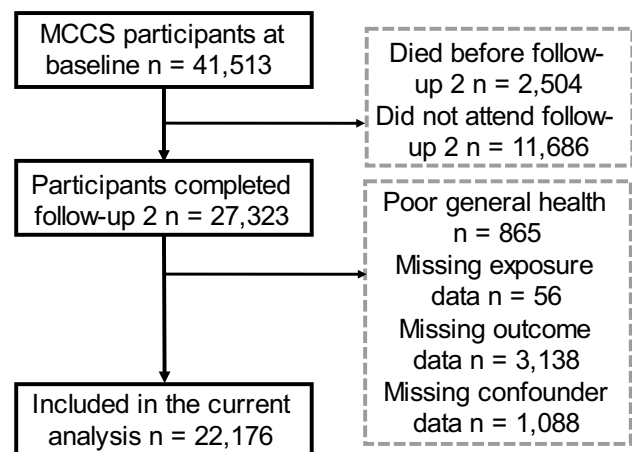 MCCS participants at
baseline n = 41,513
Died before follow-
up 2 n = 2,504
Did not attend follow-
up 2 n = 11,686
Participants completed
follow-up 2 n = 27,323
Poor general health
n = 865
Missing exposure
data n = 56
Missing outcome
data n = 3,138
Missing confounder
data n = 1,088
Included in the current
analysis n = 22,176